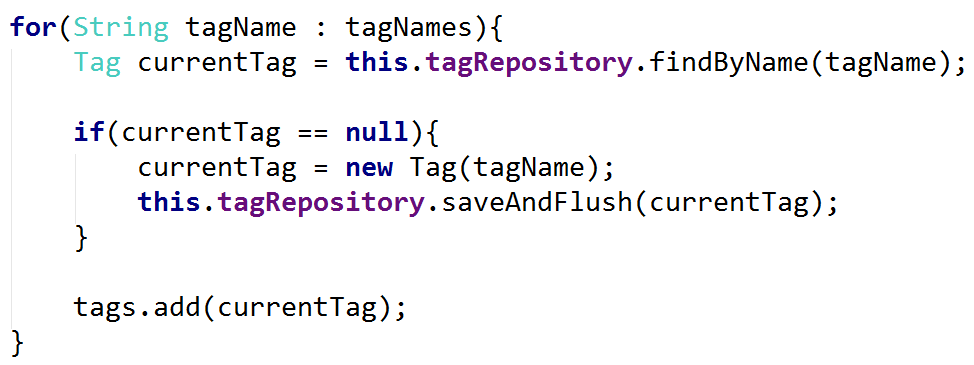 for(String tagName : tagNames){
    Tag currentTag = this.tagRepository.findByName(tagName);

    if(currentTag == null){
        currentTag = new Tag(tagName);
        this.tagRepository.saveAndFlush(currentTag);
    }

    tags.add(currentTag);
}